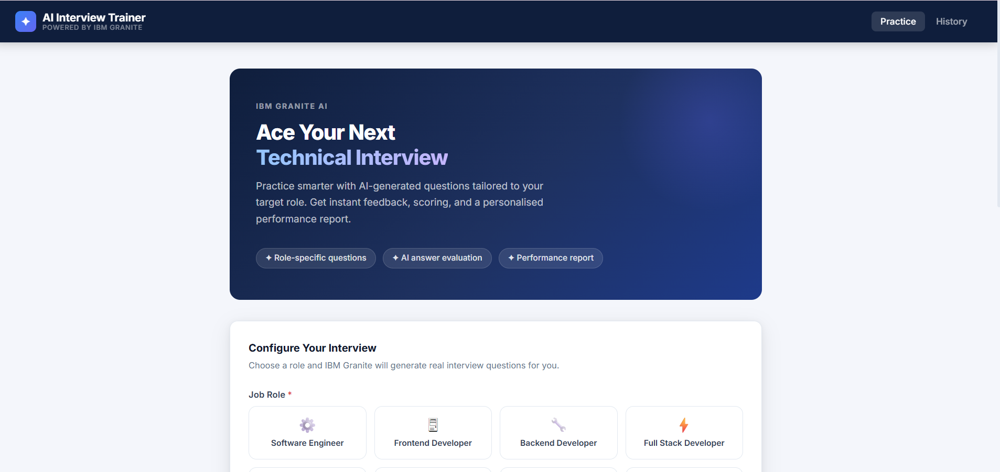 AI Interview Trainer
POWERED BY IBM GRANITE
Practice
History
IBM GRANITE AI
Ace Your Next
Technical Interview
Practice smarter with AI-generated questions tailored to your
target role. Get instant feedback, scoring, and a personalised
performance report.
✦ Role-specific questions
✦ AI answer evaluation
✦ Performance report
Configure Your Interview
Choose a role and IBM Granite will generate real interview questions for you.
Job Role *
Software Engineer
Frontend Developer
Backend Developer
Full Stack Developer